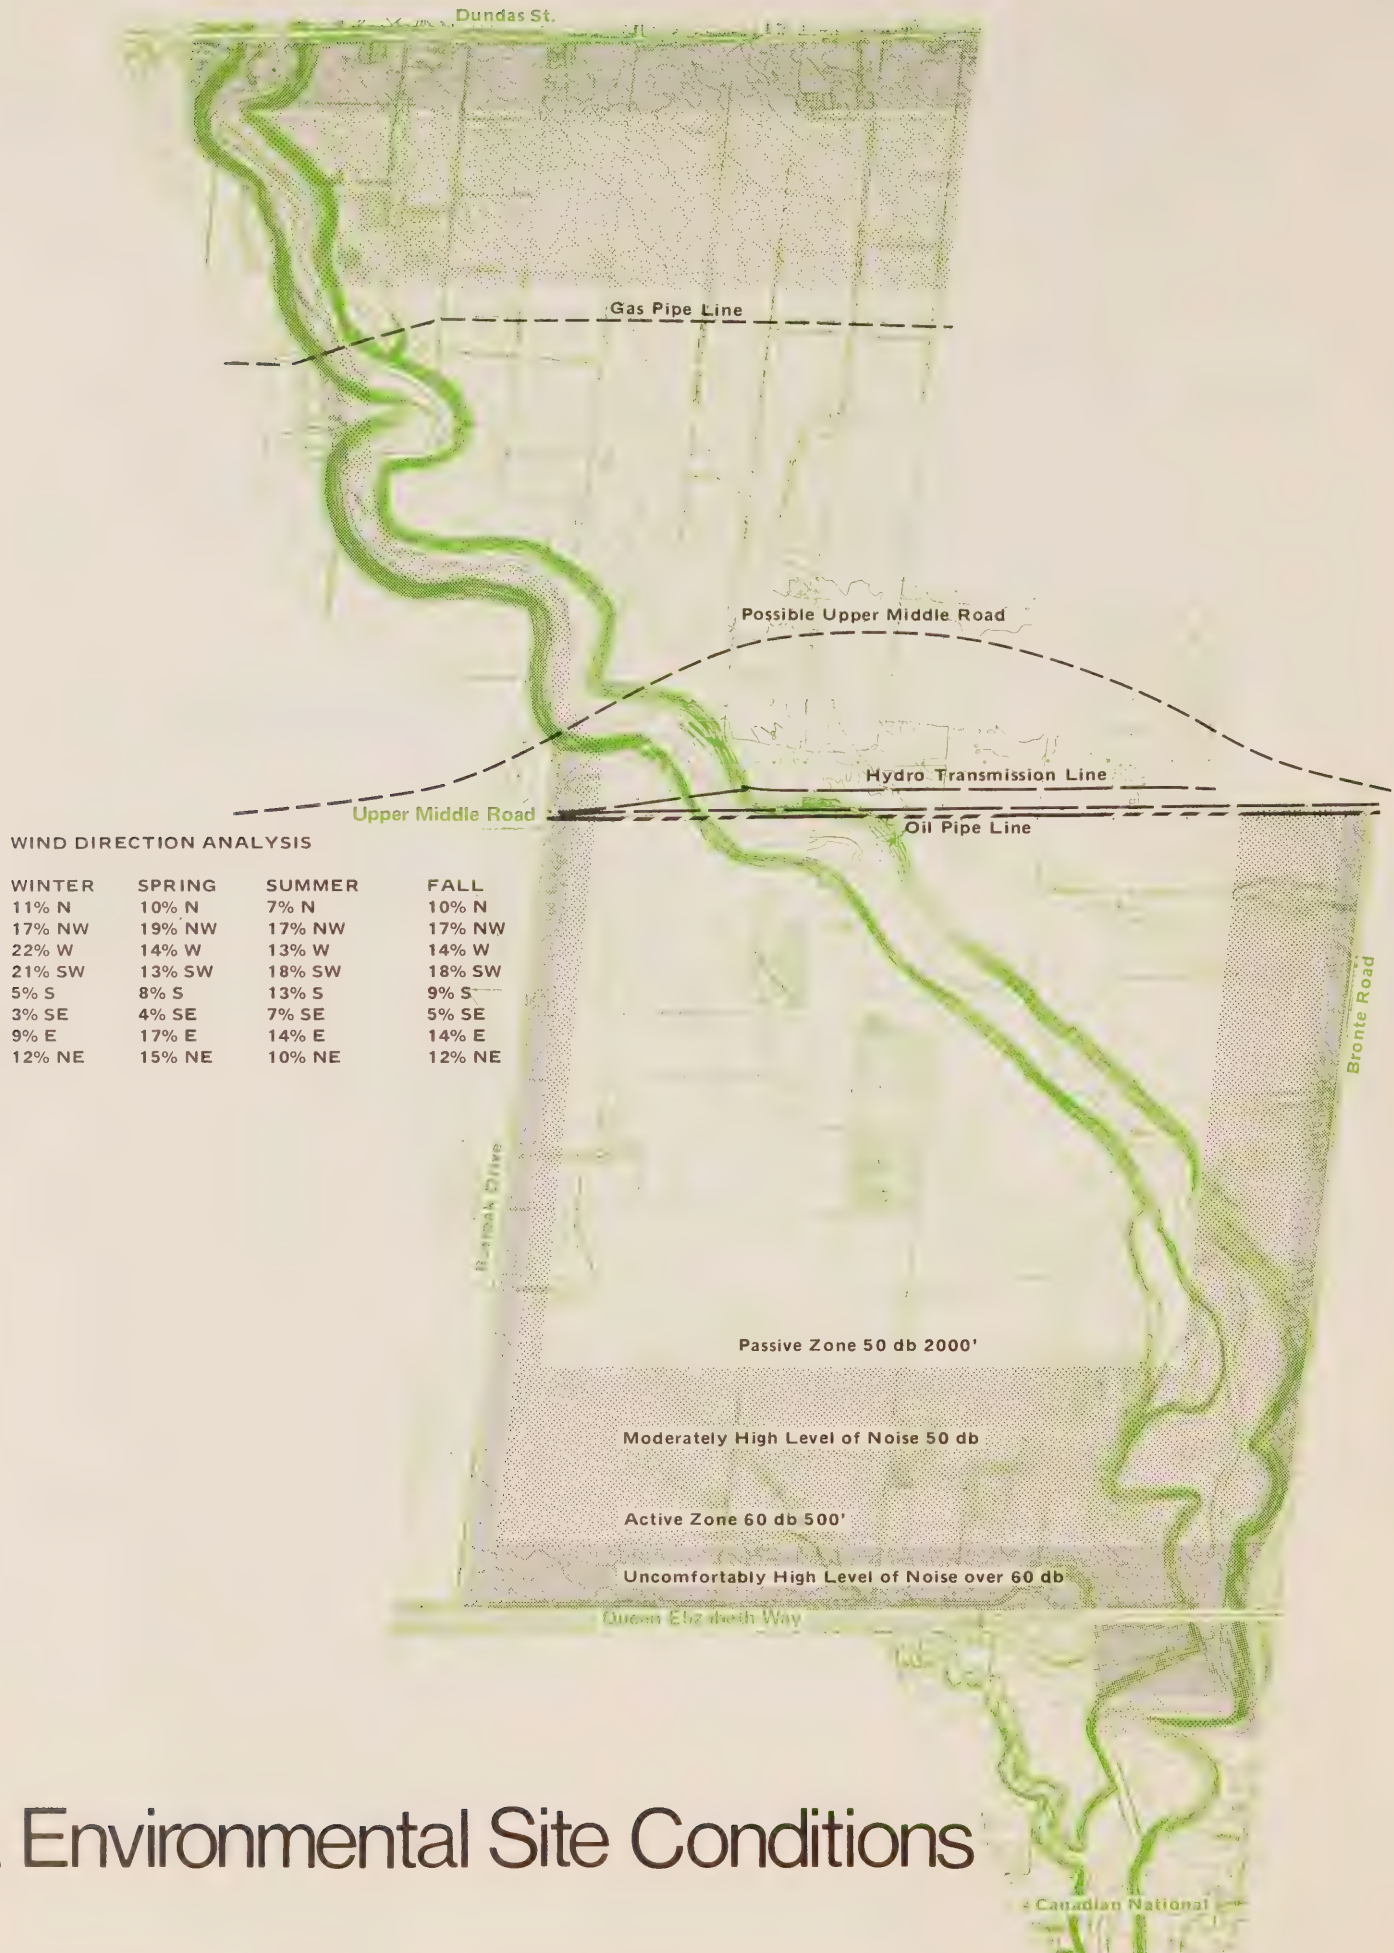 Dundas St.
Gas Pipe Line
Possible Upper Middle Road
Hydro Transmission Line
Upper Middle Road
Oil Pipe Line
WIND DIRECTION ANALYSIS
WINTER SPRING SUMMER FALL
11% N 10% N 7% N 10% N
17% NW 19% NW 17% NW 17% NW
22% W 14% W 13% W 14% W
21% SW 13% SW 18% SW 18% SW
5% S 8% S 13% S 9% S
3% SE 4% SE 7% SE 5% SE
9% E 17% E 14% E 14% E
12% NE 15% NE 10% NE 12% NE
Bronte Road
Drive
Passive Zone 50 db 2000'
Moderately High Level of Noise 50 db
Active Zone 60 db 500'
Uncomfortably High Level of Noise over 60 db
Queen Elizabeth Way
Environmental Site Conditions
Canadian National